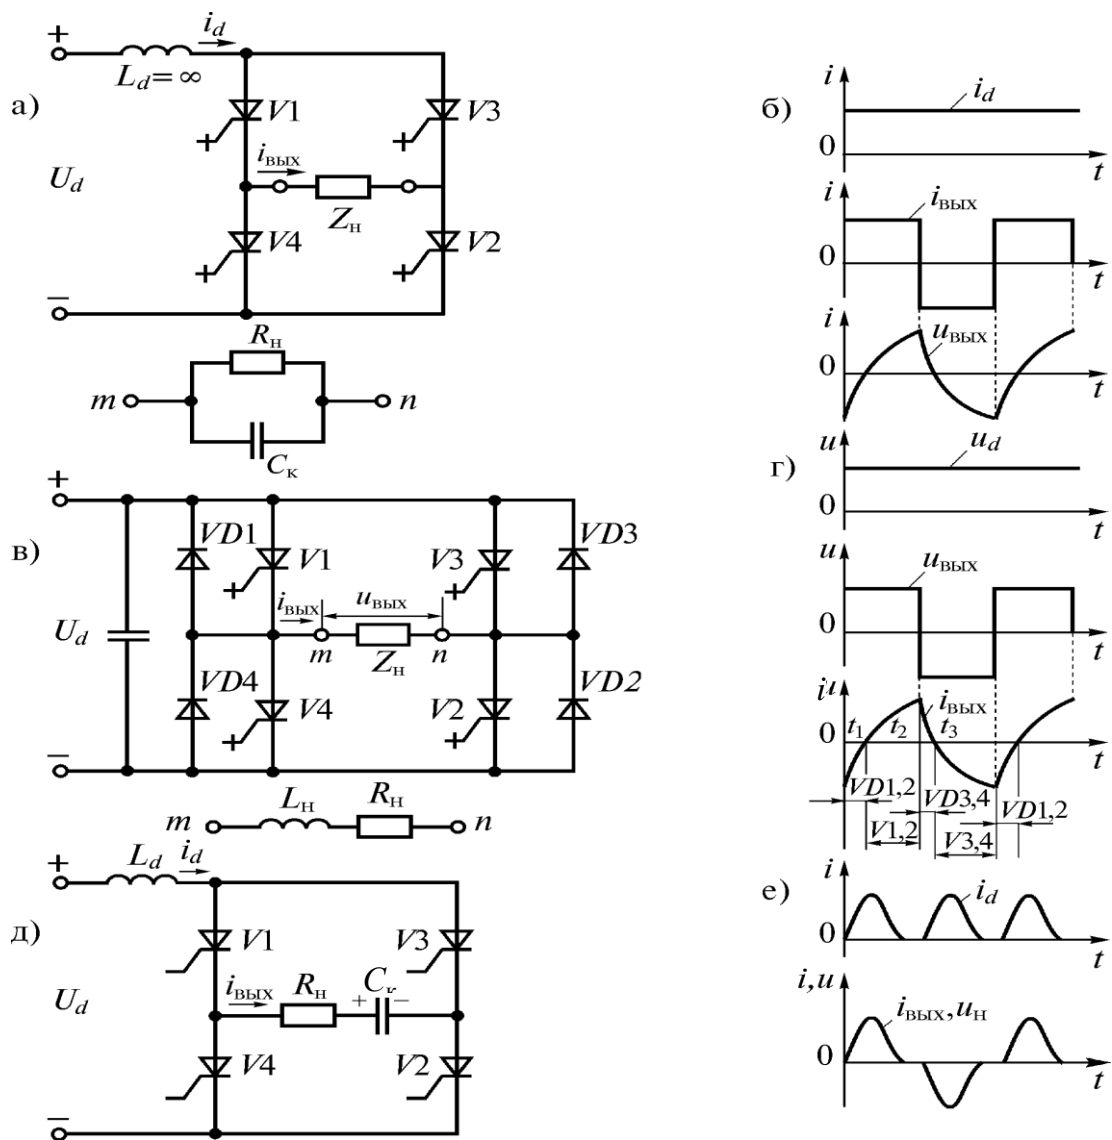 а)
+
i_d
L_d = ∞
V1
V3
+
+
i_вых
U_d
Z_н
V4
V2
+
+
−
R_н
m
n
C_к
в)
+
VD1
V1
V3
VD3
+
+
i_вых
u_вых
U_d
m
Z_н
n
VD4
V4
V2
VD2
+
+
−
m
L_н
R_н
n
д)
+
L_d
i_d
V1
V3
i_вых
R_н
+
C_к
−
U_d
V4
V2
−
б)
i
i_d
0
t
i
i_вых
0
t
i
u_вых
0
t
г)
u
u_d
0
t
u
u_вых
0
t
i
u
i_вых
t_1
t_2
t_3
0
t
VD1,2
VD3,4
VD1,2
V1,2
V3,4
е)
i
i_d
0
t
i,u
i_вых,u_н
0
t